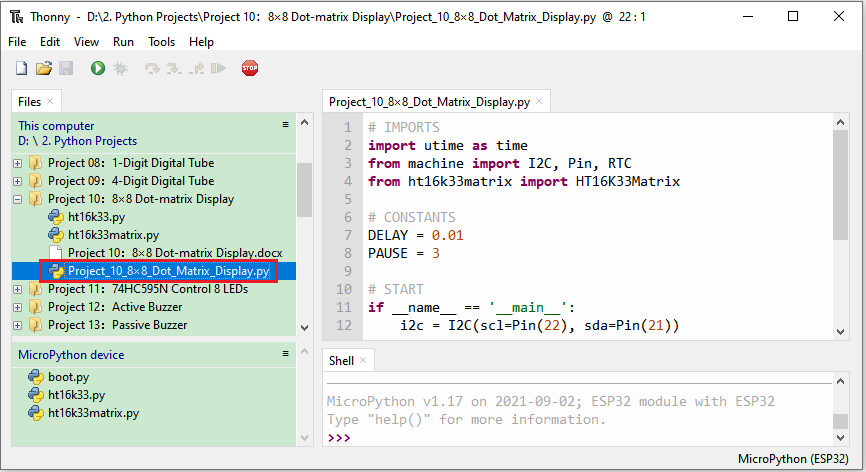 Thonny - D:\2. Python Projects\Project 10：8×8 Dot-matrix Display\Project_10_8×8_Dot_Matrix_Display.py @ 22 : 1
File Edit View Run Tools Help
STOP
Files
This computer
D: \ 2. Python Projects
Project 08：1-Digit Digital Tube
Project 09：4-Digit Digital Tube
Project 10：8×8 Dot-matrix Display
ht16k33.py
ht16k33matrix.py
Project 10：8×8 Dot-matrix Display.docx
Project_10_8×8_Dot_Matrix_Display.py
Project 11：74HC595N Control 8 LEDs
Project 12：Active Buzzer
Project 13：Passive Buzzer
MicroPython device
boot.py
ht16k33.py
ht16k33matrix.py
Project_10_8×8_Dot_Matrix_Display.py
1 # IMPORTS
2 import utime as time
3 from machine import I2C, Pin, RTC
4 from ht16k33matrix import HT16K33Matrix
5
6 # CONSTANTS
7 DELAY = 0.01
8 PAUSE = 3
9
10 # START
11 if __name__ == '__main__':
12 i2c = I2C(scl=Pin(22), sda=Pin(21))
Shell
MicroPython v1.17 on 2021-09-02; ESP32 module with ESP32
Type "help()" for more information.
>>>
MicroPython (ESP32)